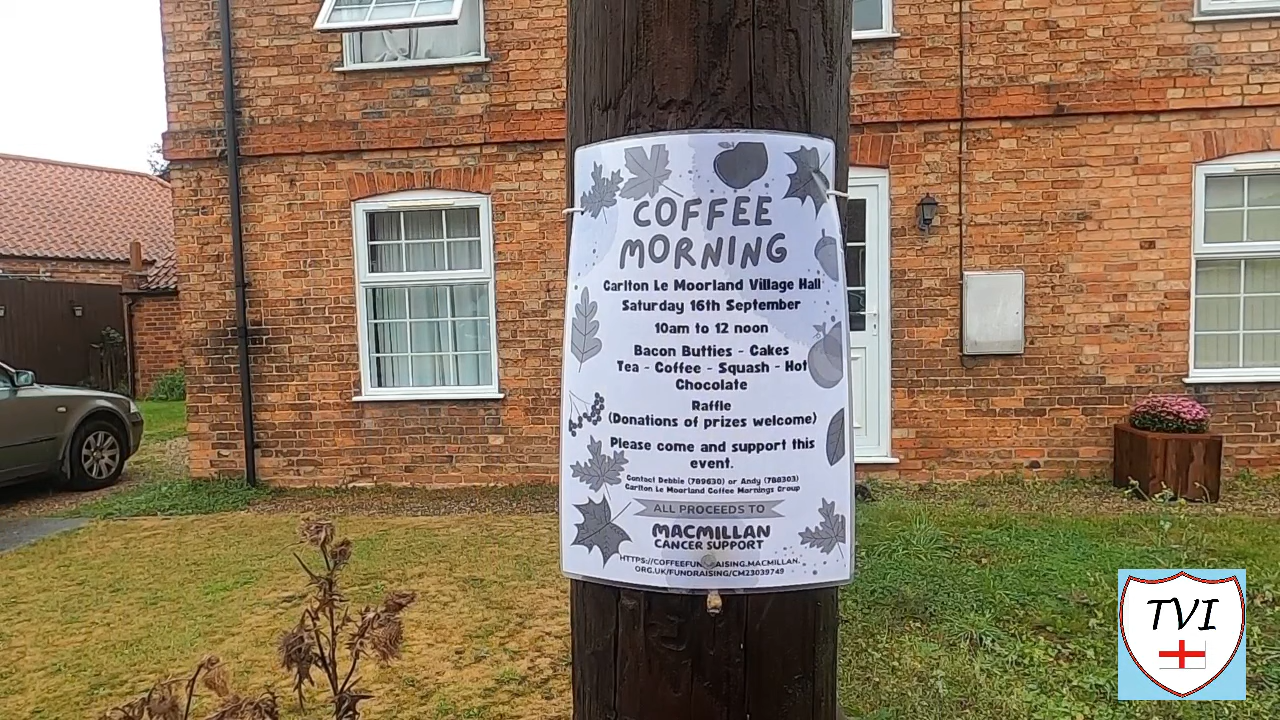 COFFEE
MORNING
Carlton Le Moorland Village Hall
Saturday 16th September
10am to 12 noon
Bacon Butties - Cakes
Tea - Coffee - Squash - Hot
Chocolate
Raffle
(Donations of prizes welcome)
Please come and support this
event.
Contact Debbie (789630) or Andy (788303)
Carlton Le Moorland Coffee Mornings Group
ALL PROCEEDS TO
MACMILLAN
CANCER SUPPORT
HTTPS://COFFEEFUNDRAISING.MACMILLAN.
ORG.UK/FUNDRAISING/CM23039749
TVI